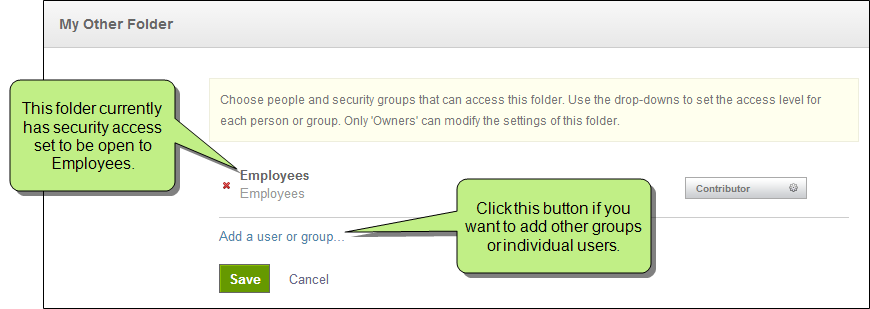 My Other Folder
Choose people and security groups that can access this folder. Use the drop-downs to set the access level for
each person or group. Only 'Owners' can modify the settings of this folder.
This folder currently
has security access
set to be open to
Employees.
Employees
Employees
Contributor
Add a user or group...
Click this button if you
want to add other groups
or individual users.
Save
Cancel